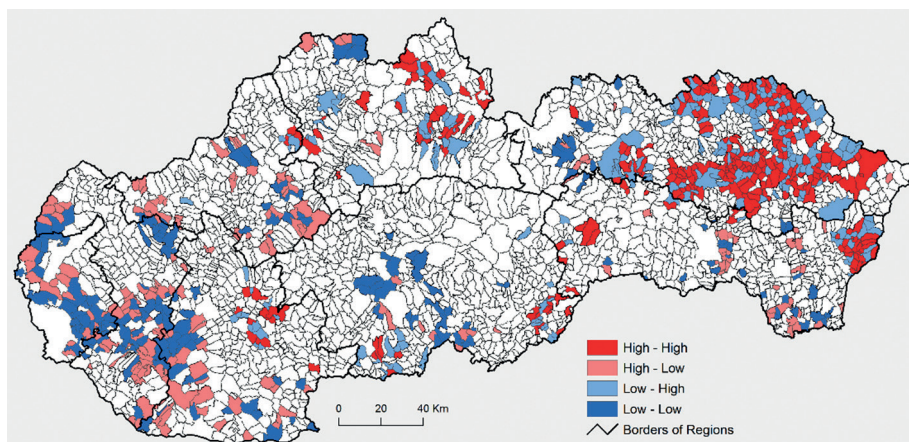 High - High
High - Low
Low - High
Low - Low
Borders of Regions
0 20 40 Km